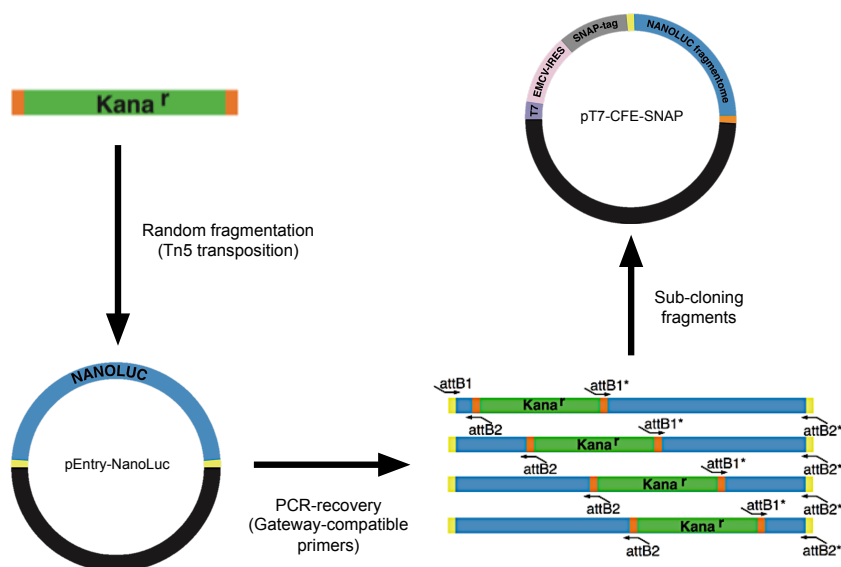 Kana r
Random fragmentation
(Tn5 transposition)
NANOLUC
pEntry-NanoLuc
PCR-recovery
(Gateway-compatible
primers)
T7
EMCV-IRES
SNAP-tag
NANOLUC fragmentome
pT7-CFE-SNAP
Sub-cloning
fragments
attB1
attB1*
Kana r
attB2
attB2*
attB1*
Kana r
attB2
attB2*
attB1*
Kana r
attB2
attB2*
attB1*
Kana r
attB2
attB2*